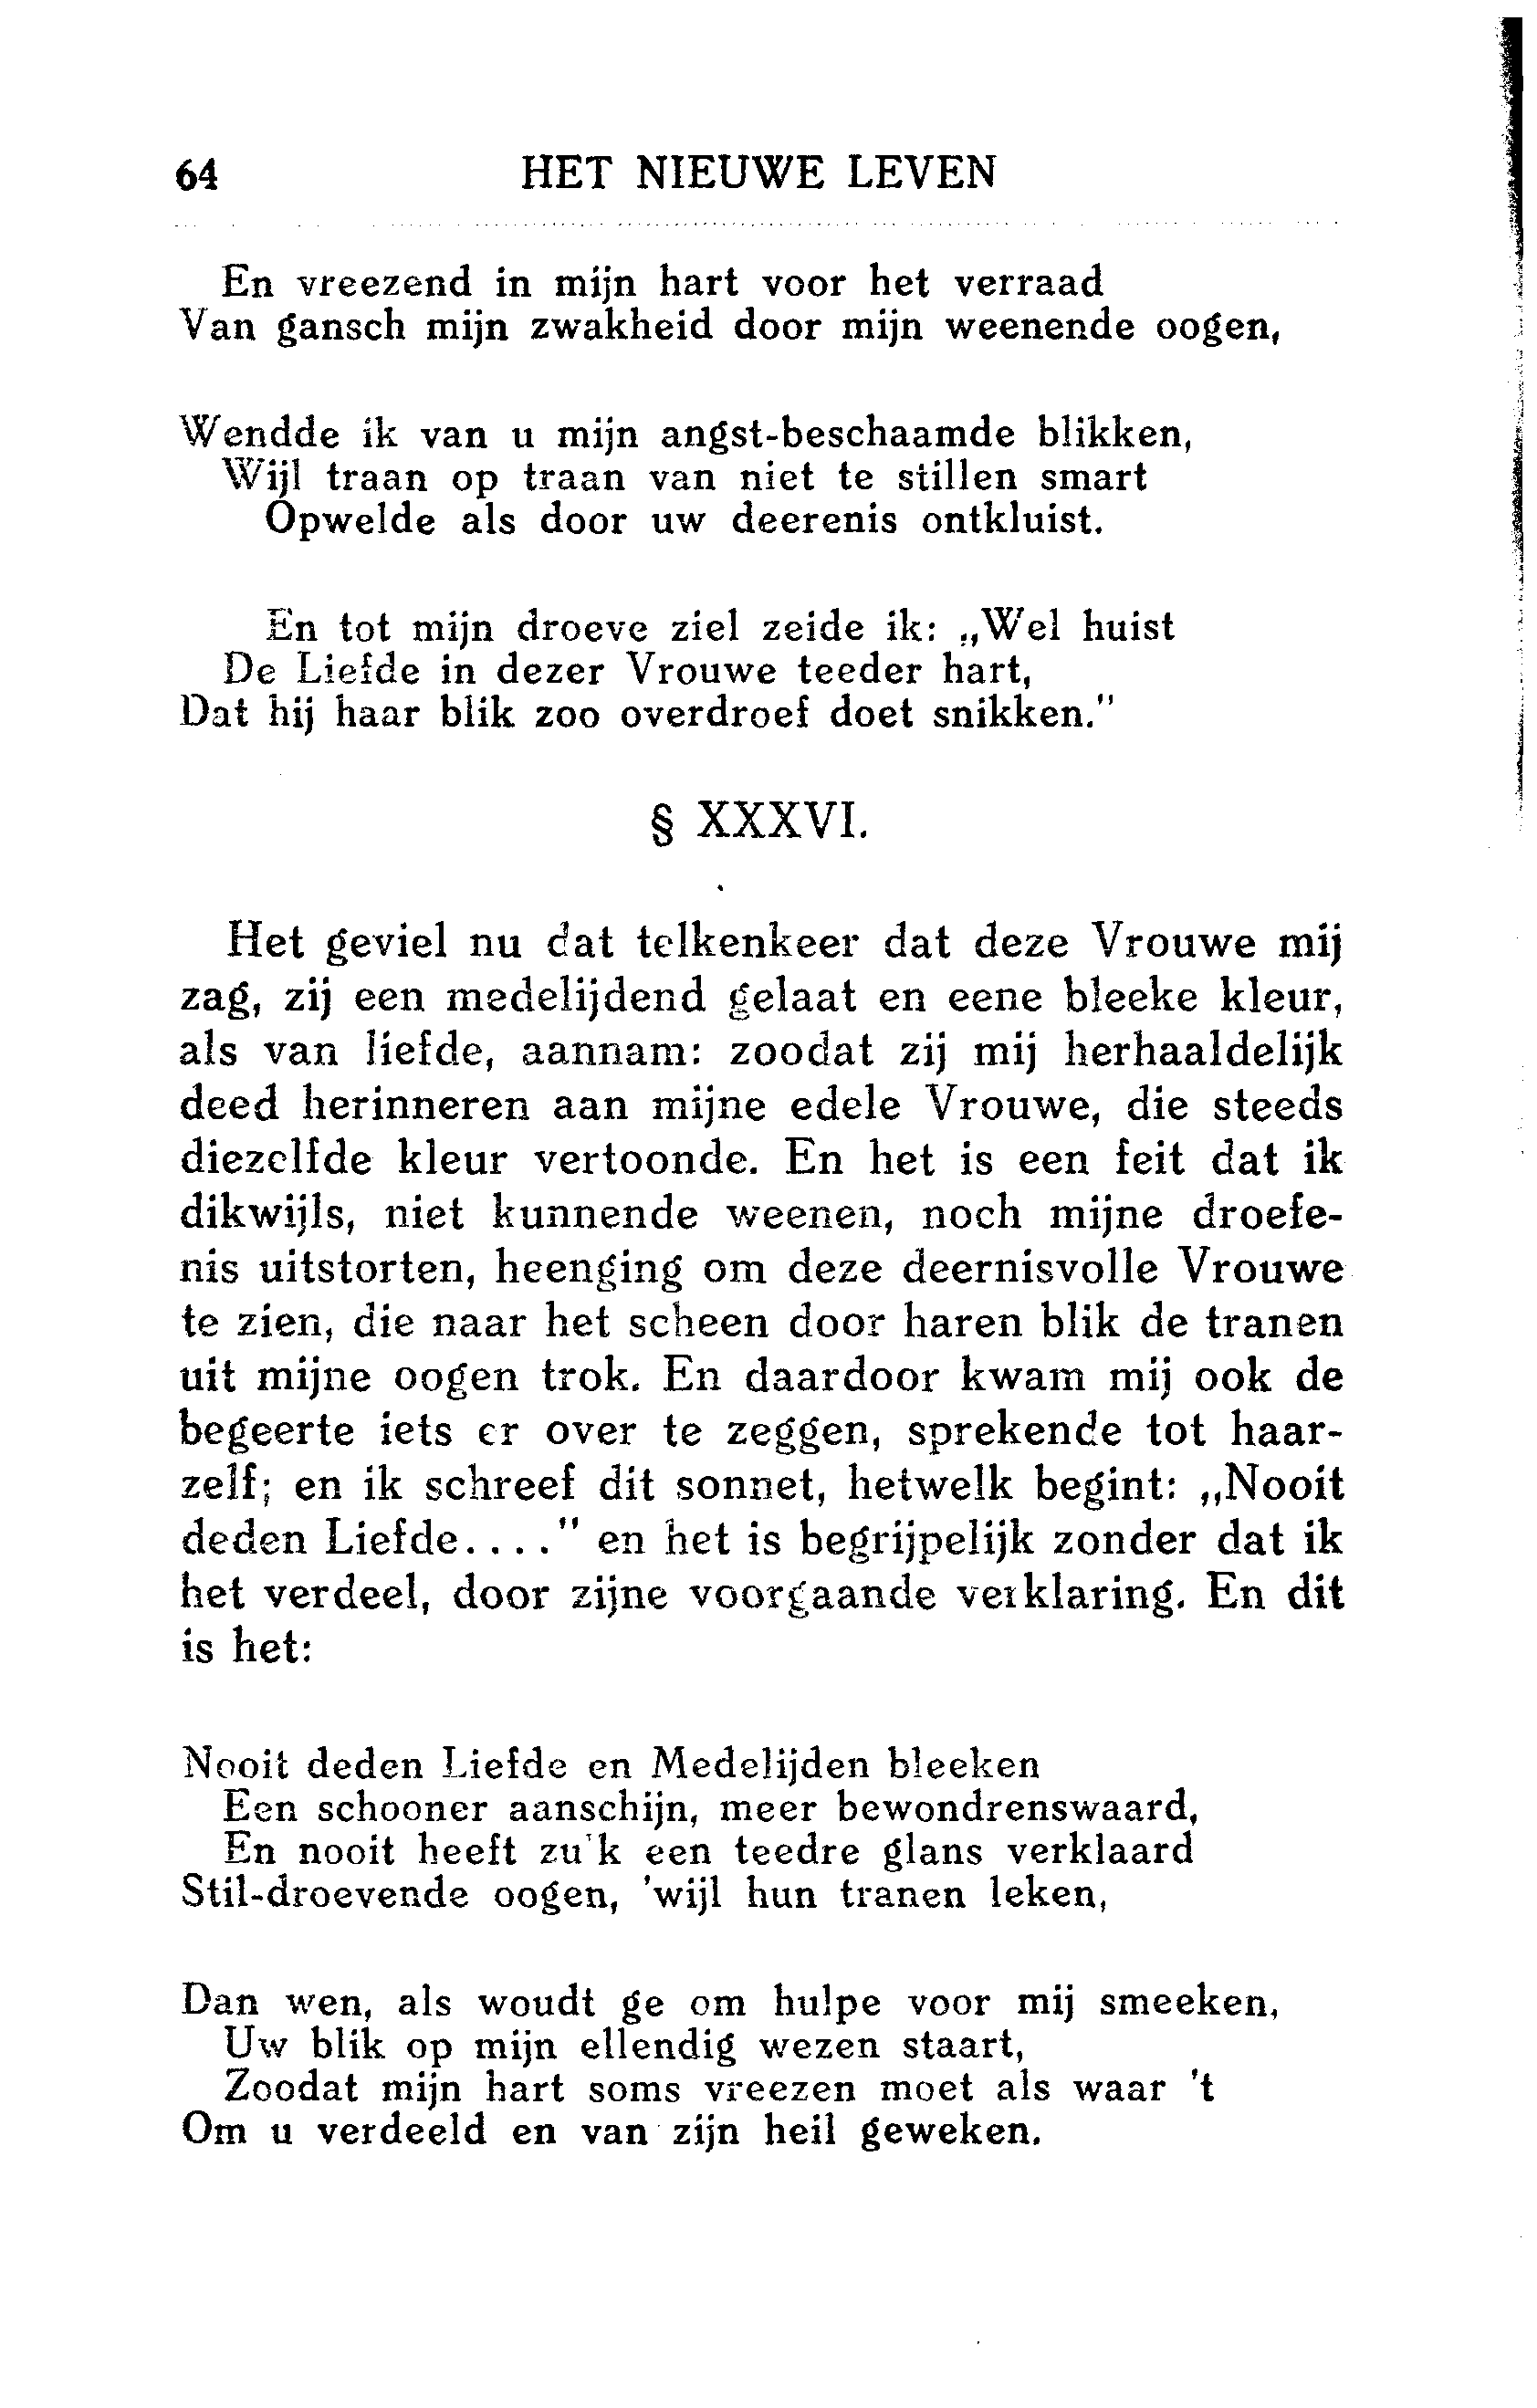 64 HET NIEUWE LEVEN
En vreezend in mijn hart voor het verraad
Van gansch mijn zwakheid door mijn weenende oogen,
Wendde ik van u mijn angst-beschaamde blikken,
Wijl traan op traan van niet te stillen smart
Opwelde als door uw deerenis ontkluist.
En tot mijn droeve ziel zeide ik: „Wel huist
De Liefde in dezer Vrouwe teeder hart,
Dat hij haar blik zoo overdroef doet snikken.”
§ XXXVI.
Het geviel nu dat telkenkeer dat deze Vrouwe mij
zag, zij een medelijdend gelaat en eene bleeke kleur,
als van liefde, aannam: zoodat zij mij herhaaldelijk
deed herinneren aan mijne edele Vrouwe, die steeds
diezelfde kleur vertoonde. En het is een feit dat ik
dikwijls, niet kunnende weenen, noch mijne droefe-
nis uitstorten, heenging om deze deernisvolle Vrouwe
te zien, die naar het scheen door haren blik de tranen
uit mijne oogen trok. En daardoor kwam mij ook de
begeerte iets er over te zeggen, sprekende tot haar-
zelf; en ik schreef dit sonnet, hetwelk begint: „Nooit
deden Liefde....” en het is begrijpelijk zonder dat ik
het verdeel, door zijne voorgaande verklaring. En dit
is het:
Nooit deden Liefde en Medelijden bleeken
Een schooner aanschijn, meer bewondrenswaard,
En nooit heeft zu'k een teedre glans verklaard
Stil-droevende oogen, 'wijl hun tranen leken,
Dan wen, als woudt ge om hulpe voor mij smeeken,
Uw blik op mijn ellendig wezen staart,
Zoodat mijn hart soms vreezen moet als waar 't
Om u verdeeld en van zijn heil geweken.